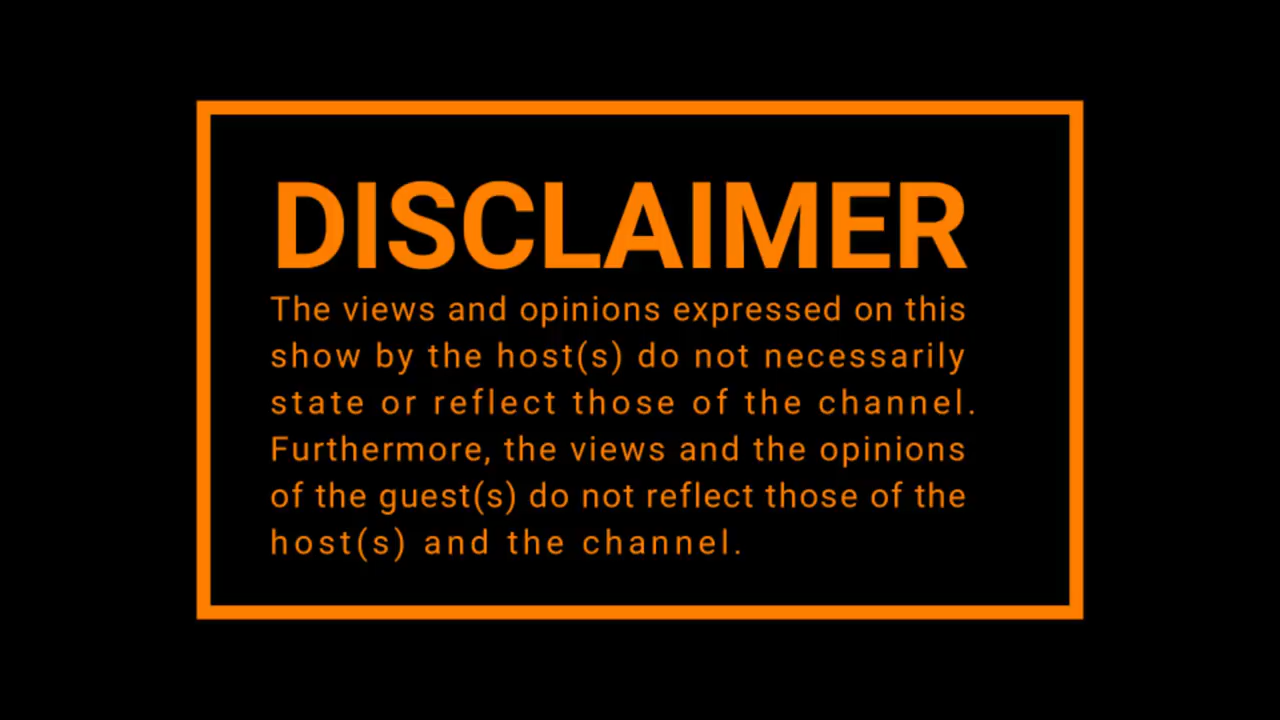 DISCLAIMER
The views and opinions expressed on this
show by the host(s) do not necessarily
state or reflect those of the channel.
Furthermore, the views and the opinions
of the guest(s) do not reflect those of the
host(s) and the channel.